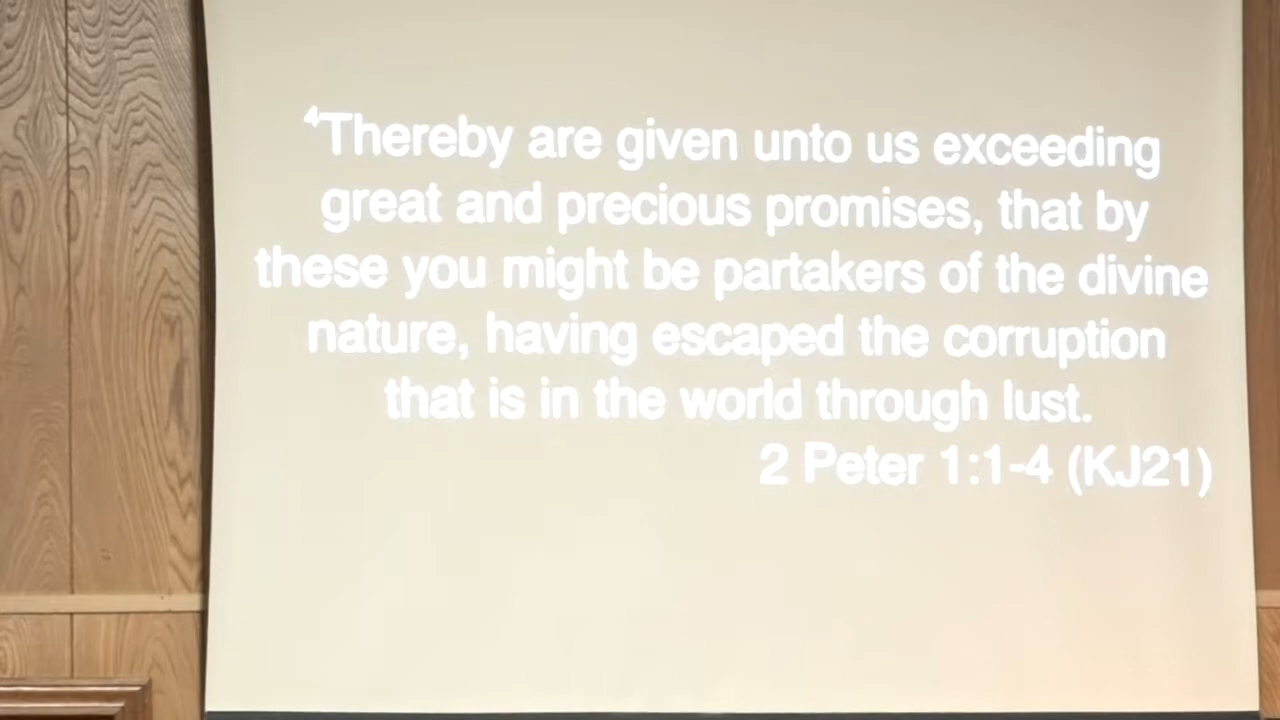 ⁴Thereby are given unto us exceeding
great and precious promises, that by
these you might be partakers of the divine
nature, having escaped the corruption
that is in the world through lust.
2 Peter 1:1-4 (KJ21)